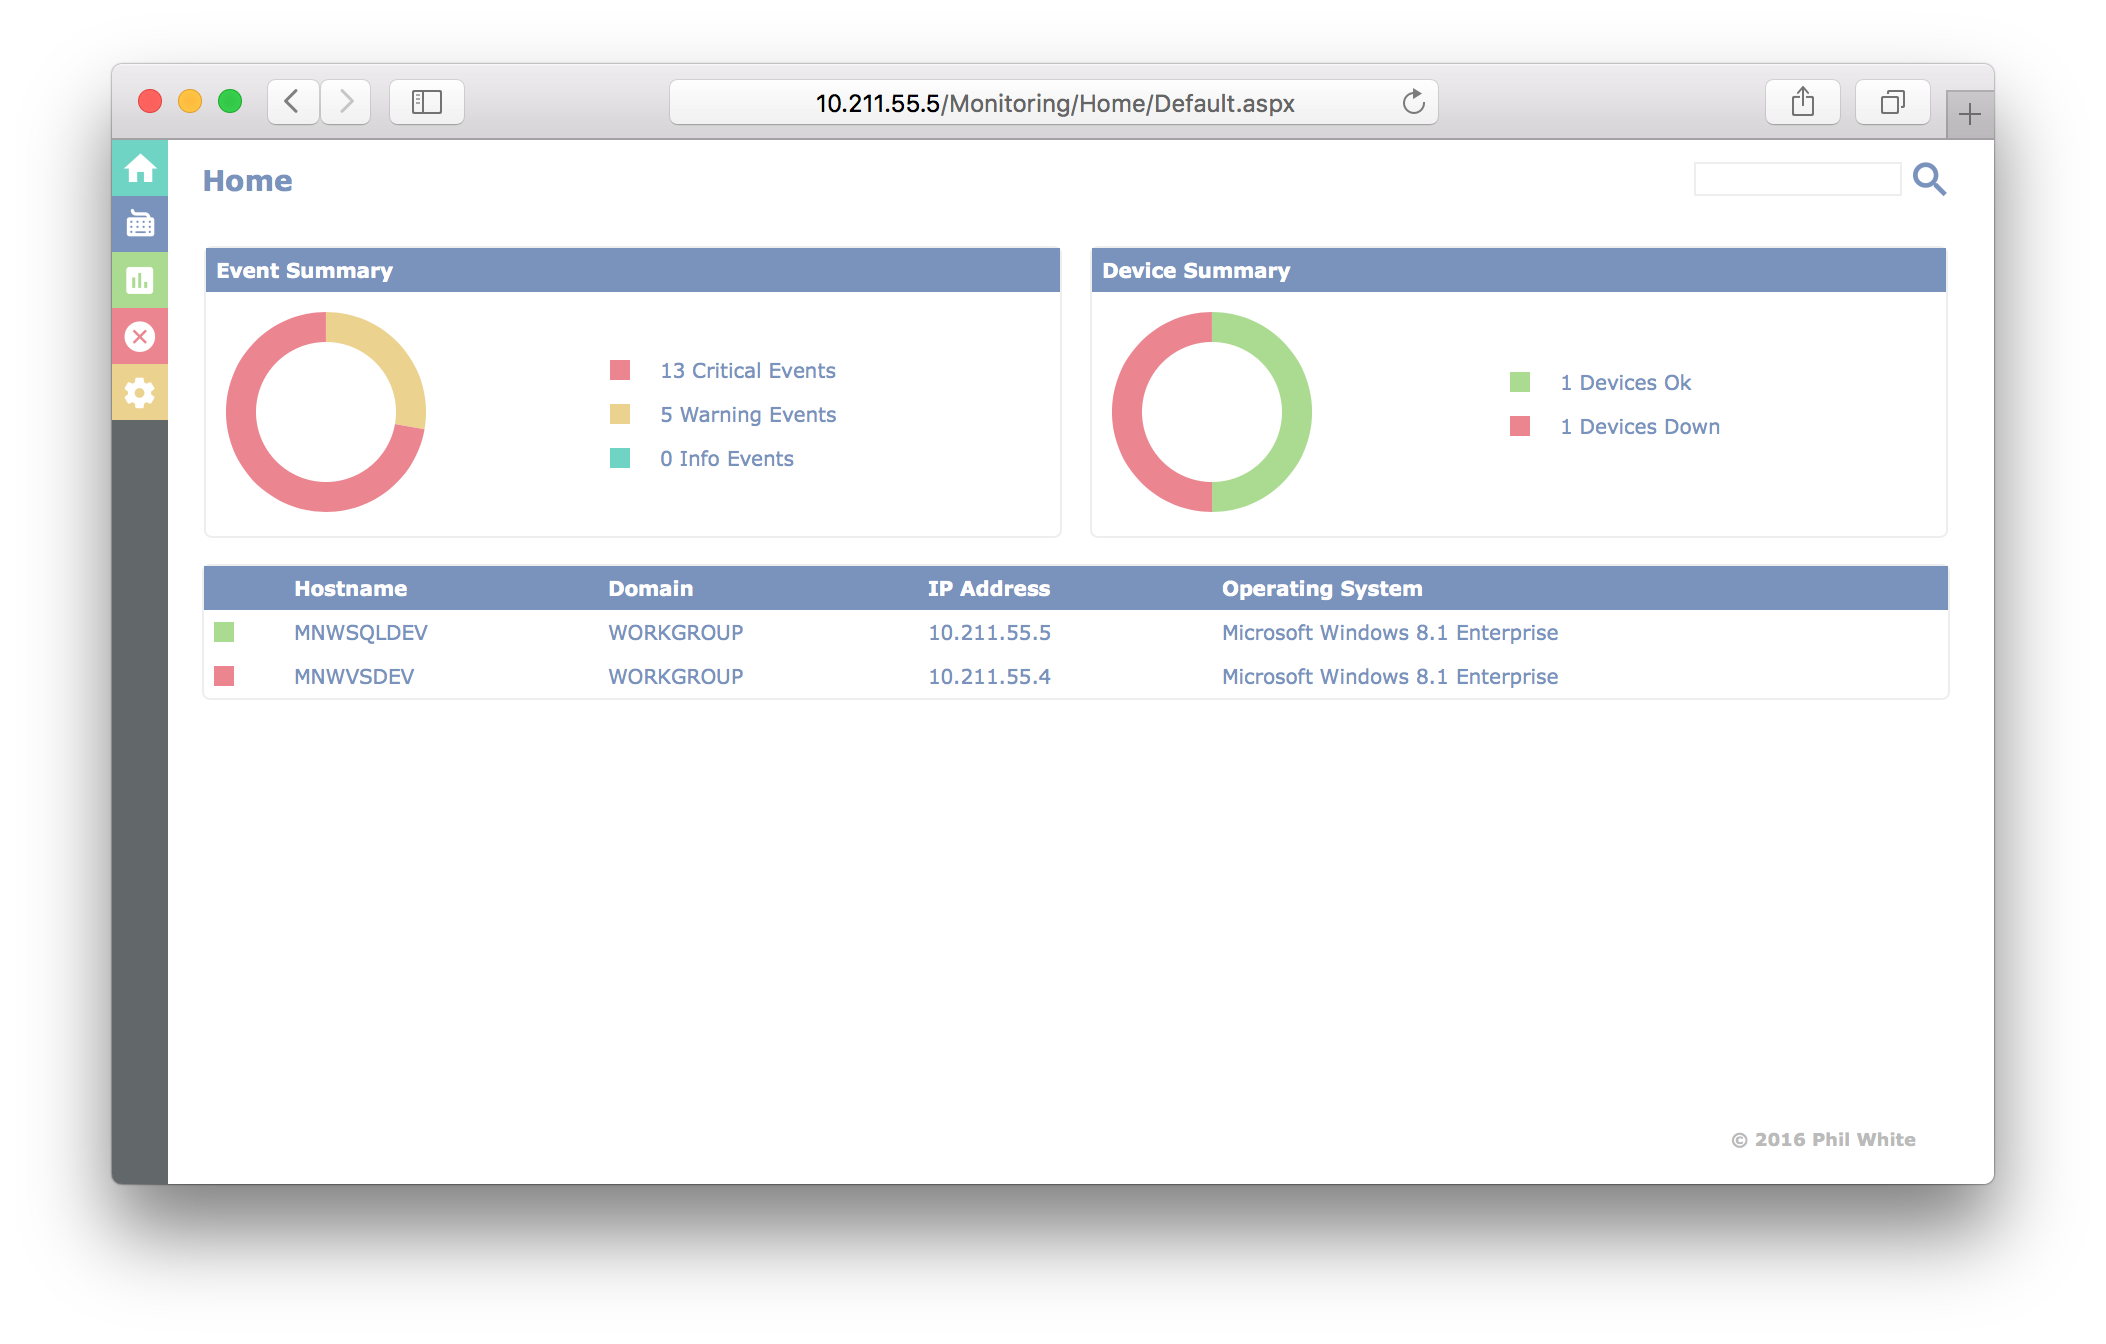 10.211.55.5/Monitoring/Home/Default.aspx
Home
Event Summary
13 Critical Events
5 Warning Events
0 Info Events
Device Summary
1 Devices Ok
1 Devices Down
Hostname Domain IP Address Operating System
MNWSQLDEV WORKGROUP 10.211.55.5 Microsoft Windows 8.1 Enterprise
MNWVSDEV WORKGROUP 10.211.55.4 Microsoft Windows 8.1 Enterprise
© 2016 Phil White